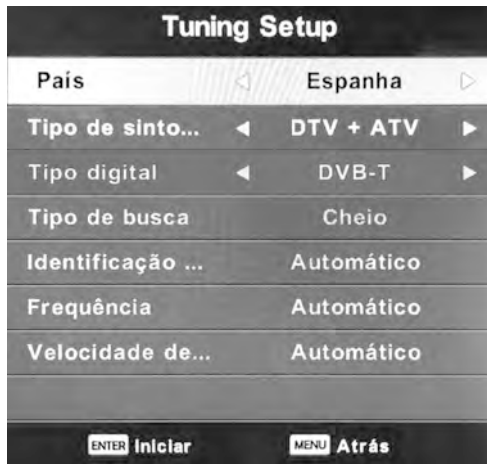 Tuning Setup
País Espanha
Tipo de sinto... DTV + ATV
Tipo digital DVB-T
Tipo de busca Cheio
Identificação ... Automático
Frequência Automático
Velocidade de... Automático
ENTER Iniciar MENU Atrás